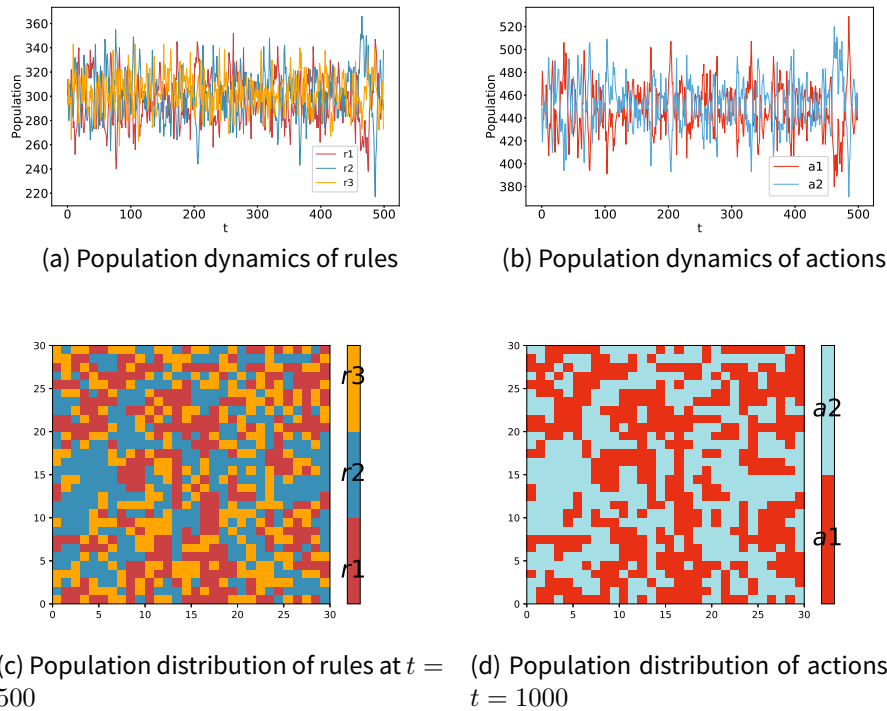 360
340
320
300
280
260
240
220
Population
r1
r2
r3
0 100 200 300 400 500
t
(a) Population dynamics of rules
520
500
480
460
440
420
400
380
Population
a1
a2
0 100 200 300 400 500
t
(b) Population dynamics of actions
30
25
20
15
10
5
0
0 5 10 15 20 25 30
r3
r2
r1
(c) Population distribution of rules at t =
500
30
25
20
15
10
5
0
0 5 10 15 20 25 30
a2
a1
(d) Population distribution of actions
t = 1000